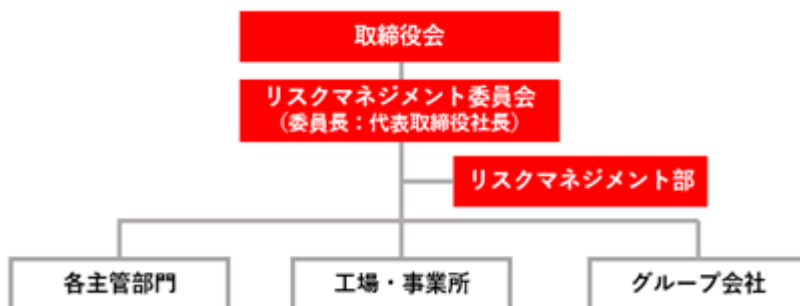 取締役会
リスクマネジメント委員会
（委員長：代表取締役社長）
リスクマネジメント部
各主管部門
工場・事業所
グループ会社